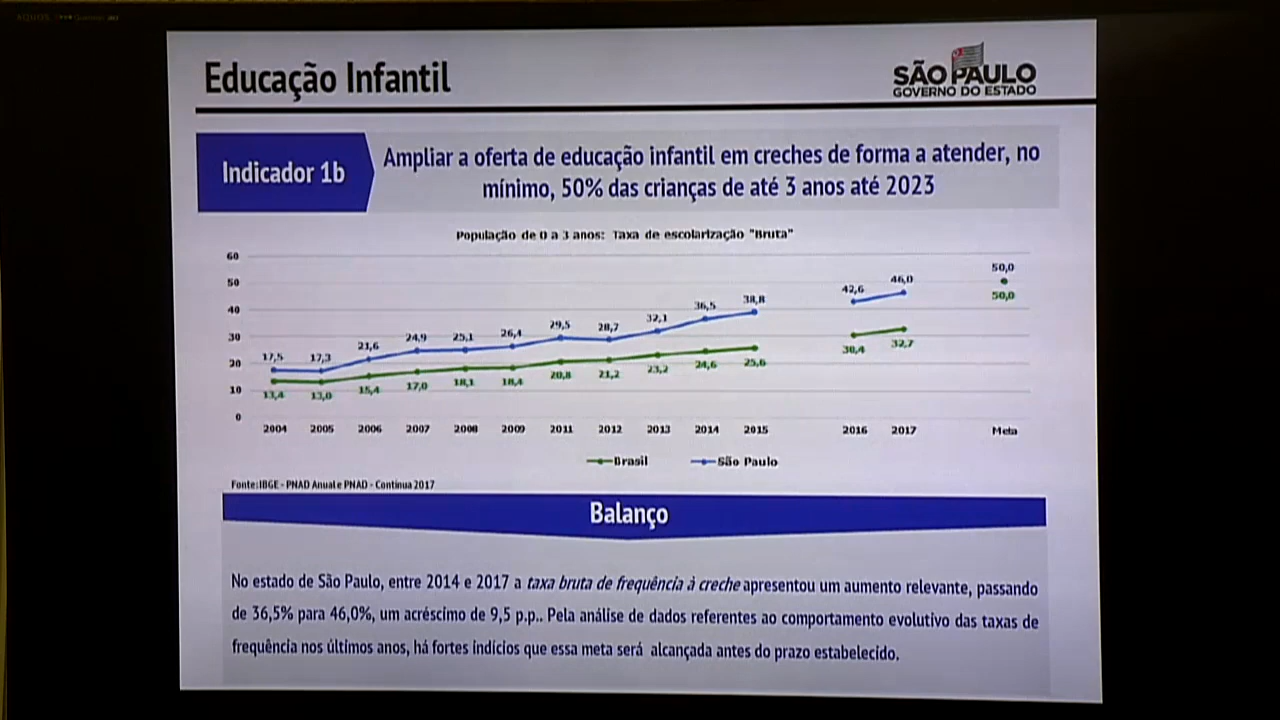 Educação Infantil
SÃO PAULO
GOVERNO DO ESTADO
Indicador 1b
Ampliar a oferta de educação infantil em creches de forma a atender, no
mínimo, 50% das crianças de até 3 anos até 2023
População de 0 a 3 anos: Taxa de escolarização "Bruta"
60
50
40
30
20
10
0
17,5 17,3 21,6 24,9 25,1 26,4 29,5 28,7 32,1 36,5 38,8 42,6 46,0 50,0
13,4 13,0 15,4 17,0 18,1 18,4 20,8 21,2 23,2 24,6 25,6 30,4 32,7 50,0
2004 2005 2006 2007 2008 2009 2011 2012 2013 2014 2015 2016 2017 Meta
Brasil São Paulo
Fonte: IBGE - PNAD Anual e PNAD - Contínua 2017
Balanço
No estado de São Paulo, entre 2014 e 2017 a taxa bruta de frequência à creche apresentou um aumento relevante, passando
de 36,5% para 46,0%, um acréscimo de 9,5 p.p.. Pela análise de dados referentes ao comportamento evolutivo das taxas de
frequência nos últimos anos, há fortes indícios que essa meta será alcançada antes do prazo estabelecido.